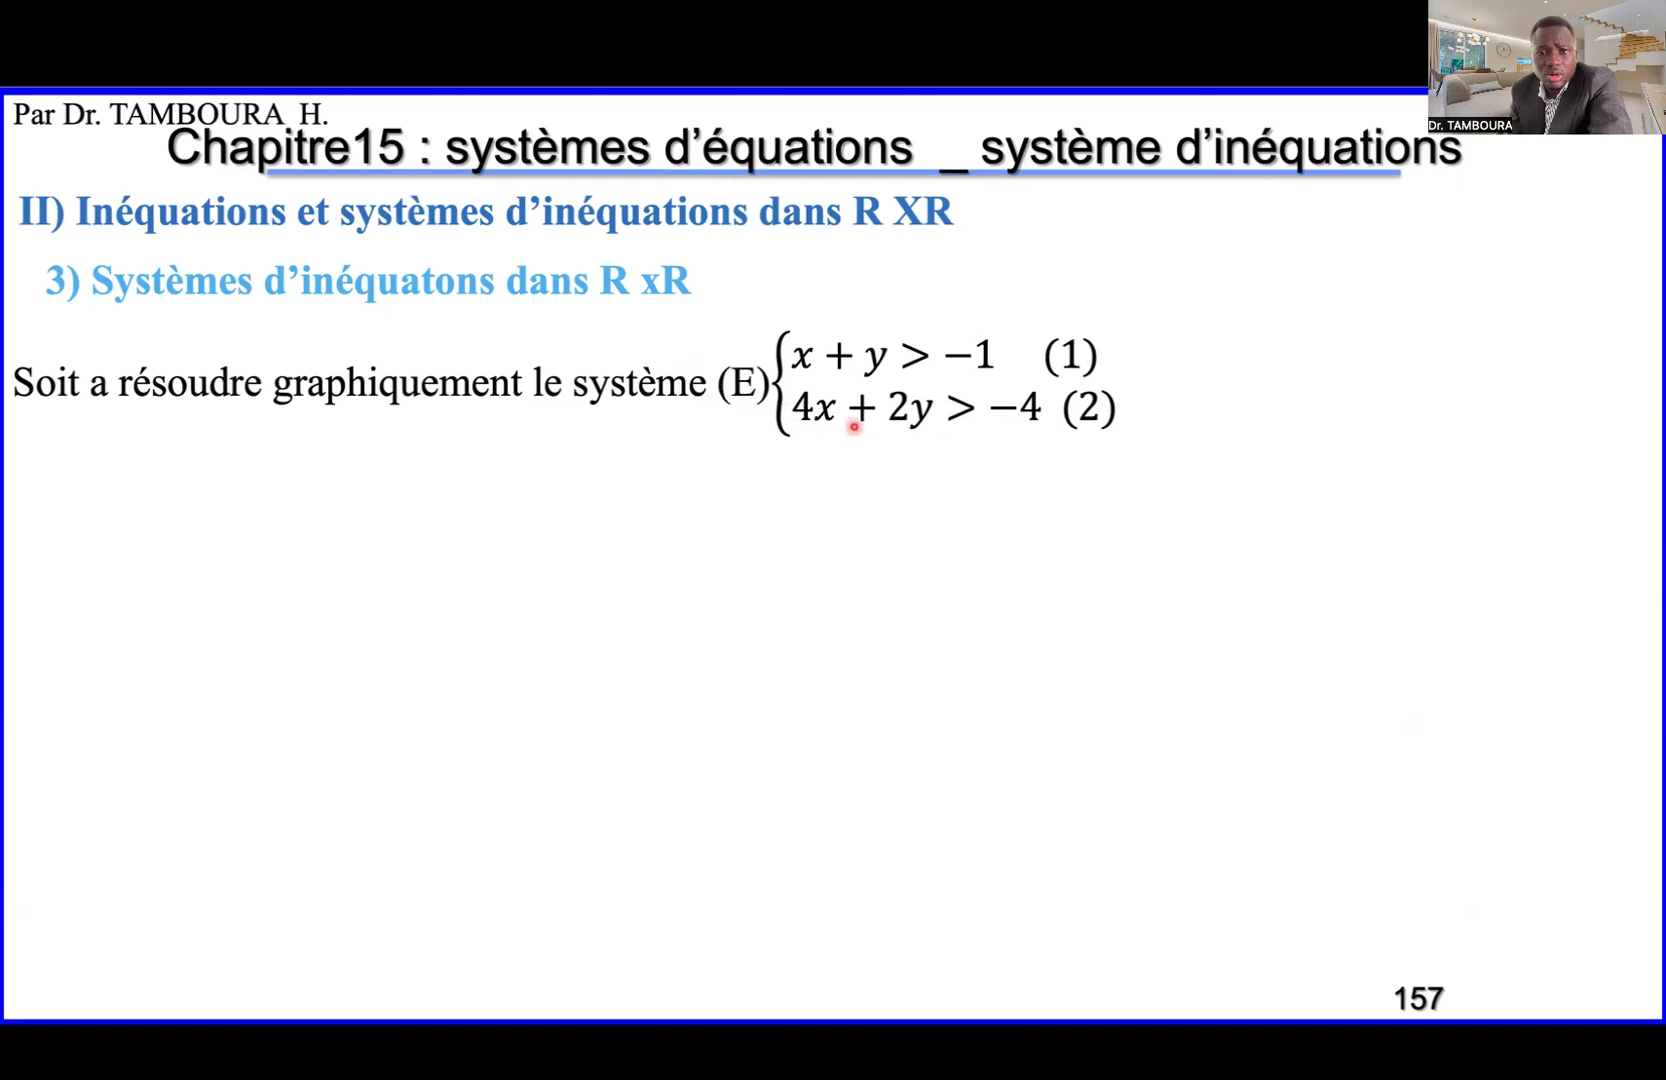 Par Dr. TAMBOURA H.
Dr. TAMBOURA
Chapitre15 : systèmes d’équations _ système d’inéquations
II) Inéquations et systèmes d’inéquations dans R XR
3) Systèmes d’inéquatons dans R xR
x + y > −1 (1)
Soit a résoudre graphiquement le système (E){
4x + 2y > −4 (2)
157